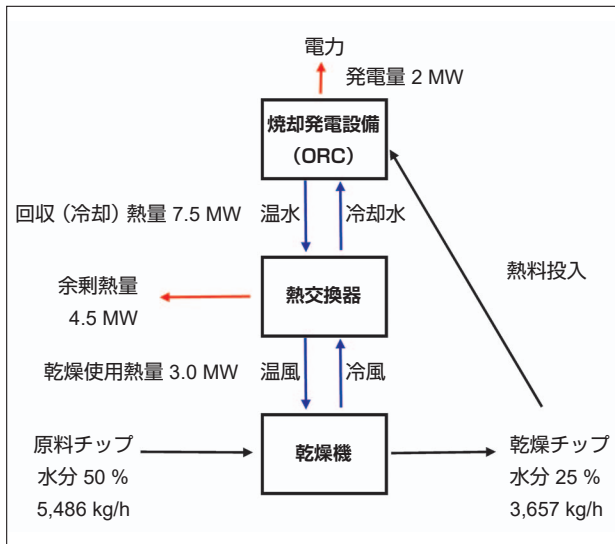 電力
発電量 2 MW
焼却発電設備
（ORC）
回収（冷却）熱量 7.5 MW
温水
冷却水
余剰熱量
4.5 MW
熱交換器
熱料投入
乾燥使用熱量 3.0 MW
温風
冷風
原料チップ
水分 50 %
5,486 kg/h
乾燥機
乾燥チップ
水分 25 %
3,657 kg/h